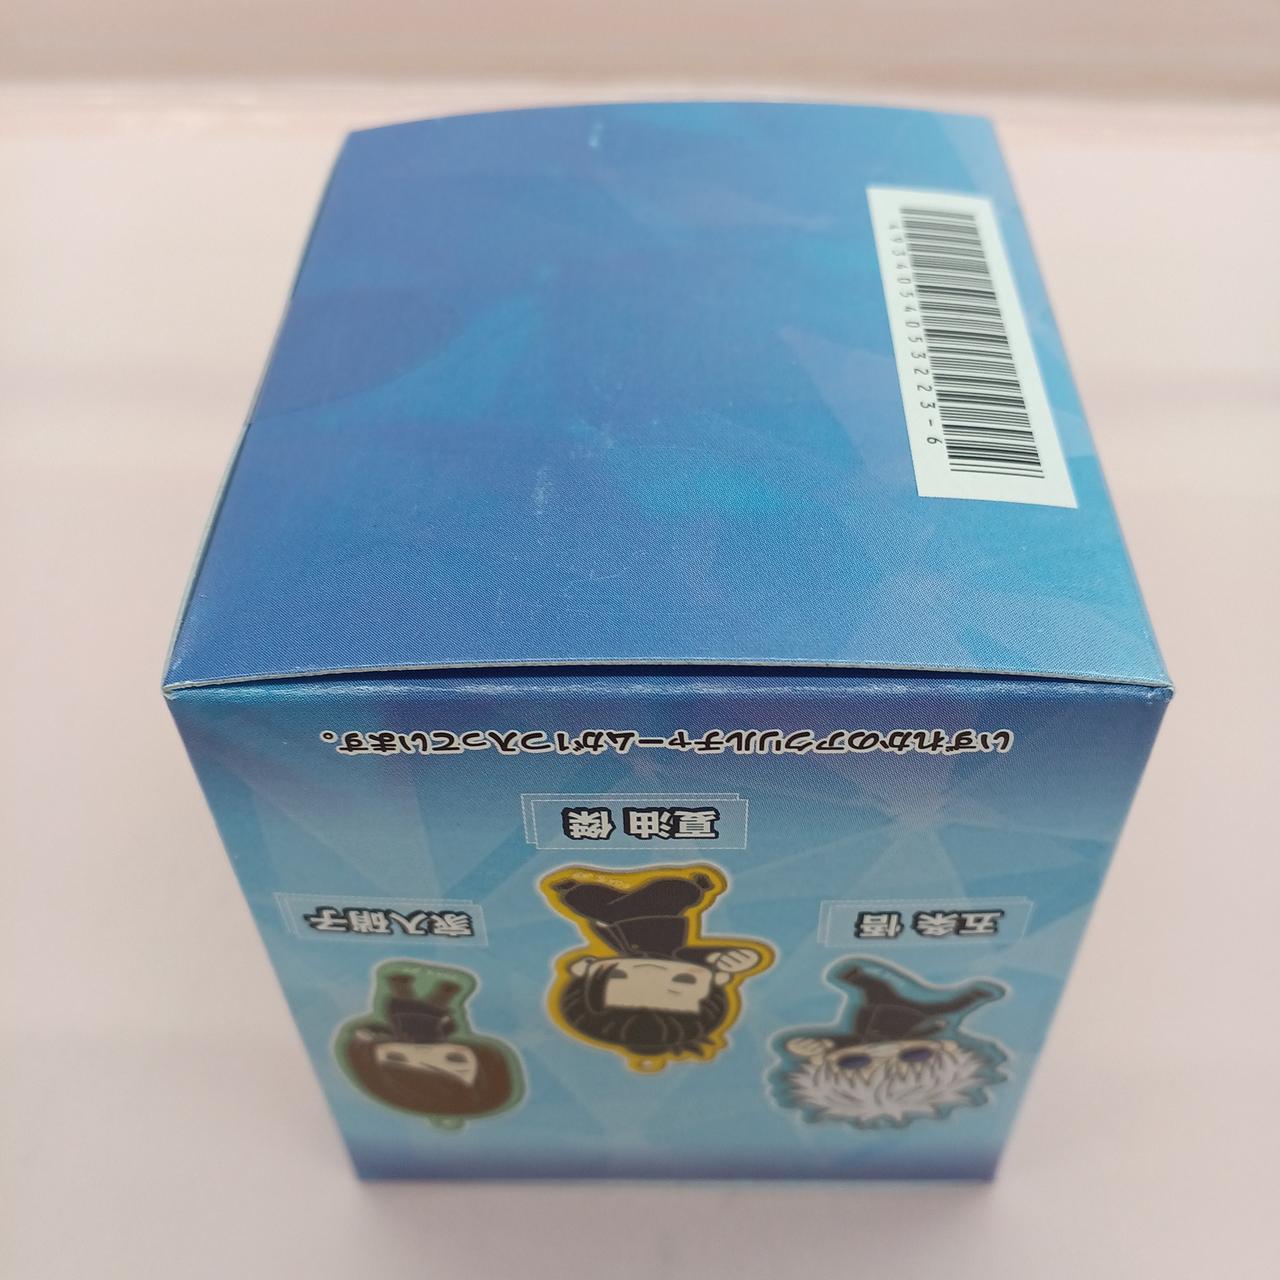 4934054053223-6
いずれかのアクリルチャームが1つ入っています。
夏油 傑
五条 悟
家入硝子